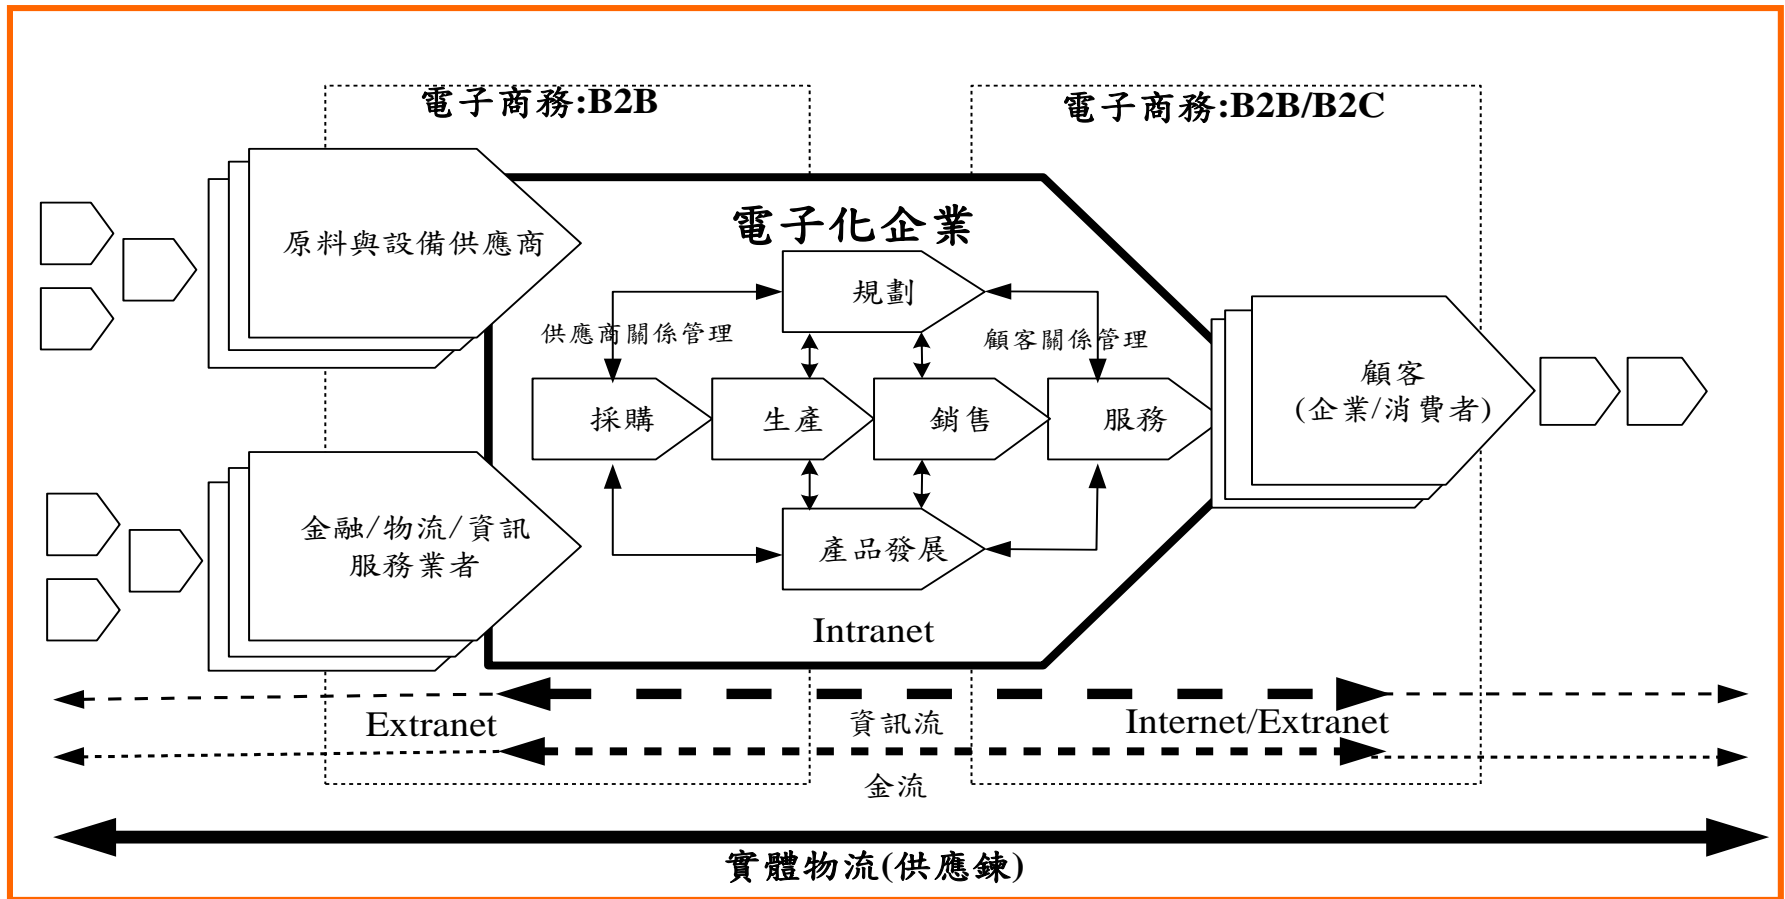 電子商務:B2B
電子商務:B2B/B2C
電子化企業
原料與設備供應商
規劃
供應商關係管理
顧客關係管理
採購
生產
銷售
服務
顧客
(企業/消費者)
金融/物流/資訊
服務業者
產品發展
Intranet
Extranet
資訊流
Internet/Extranet
金流
實體物流(供應鍊)